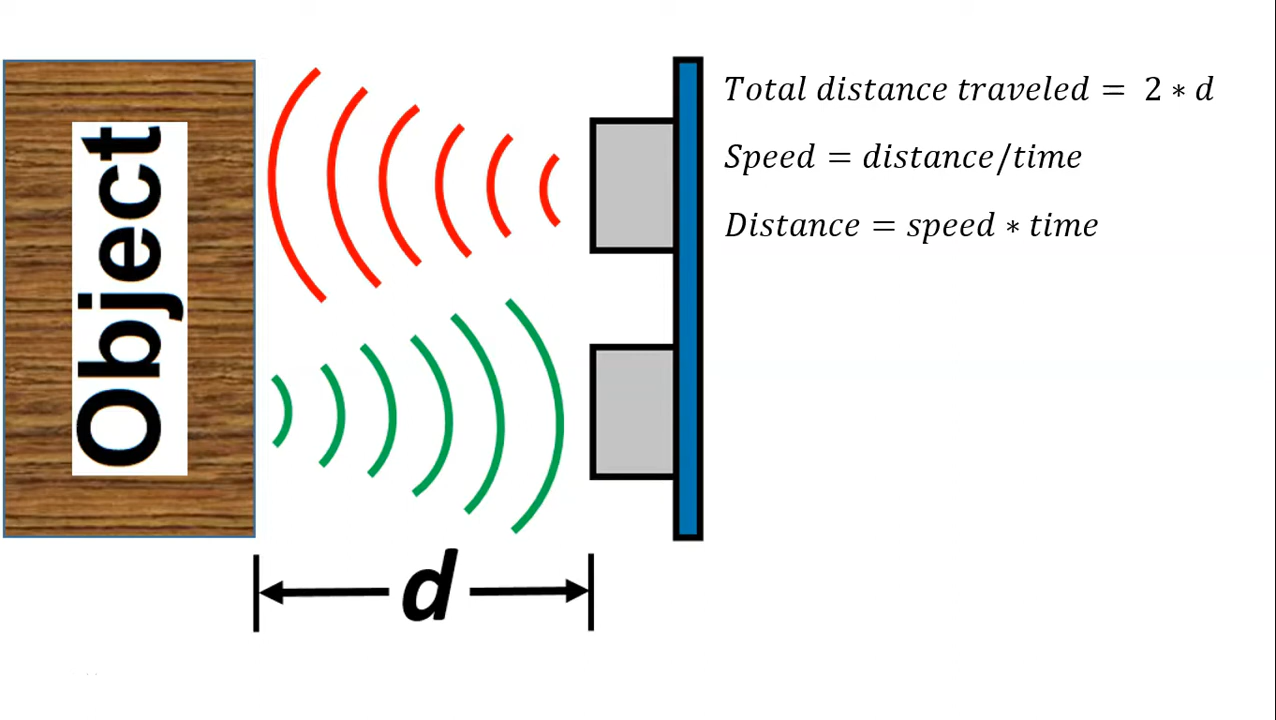 Object
Total distance traveled = 2 ∗ d
Speed = distance/time
Distance = speed ∗ time
d